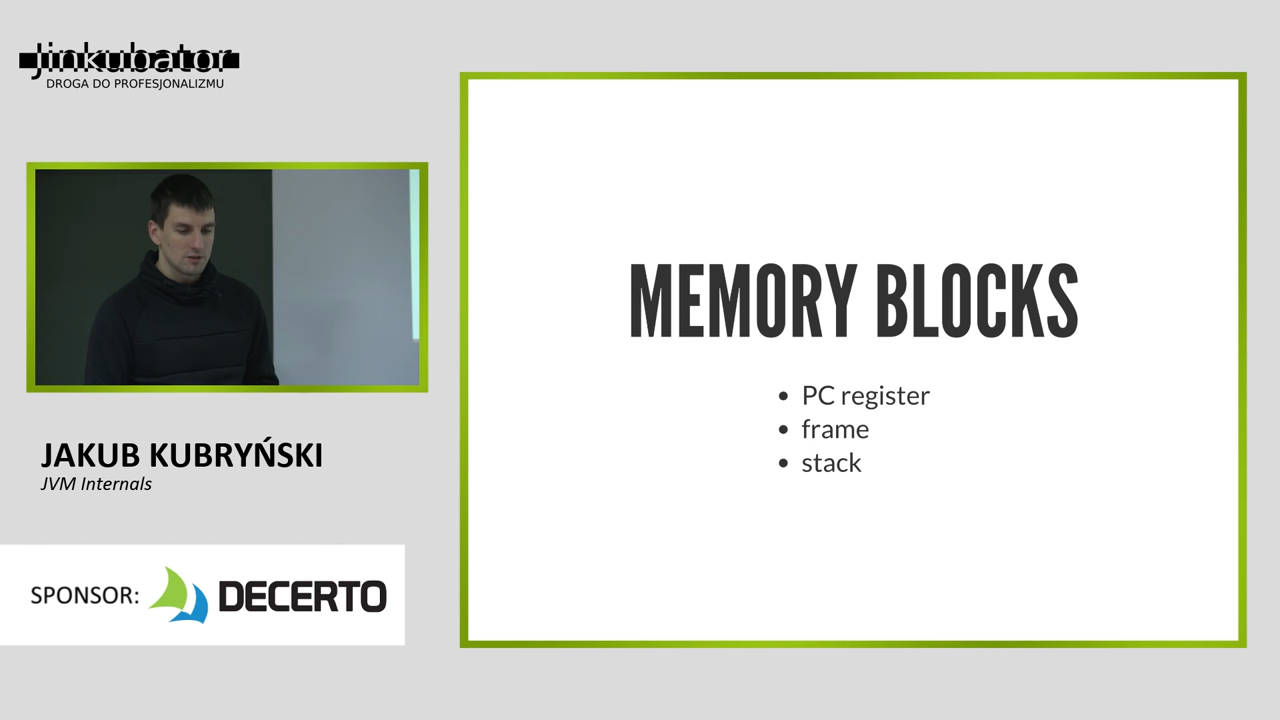 Jinkubator
DROGA DO PROFESJONALIZMU
JAKUB KUBRYŃSKI
JVM Internals
SPONSOR: DECERTO
MEMORY BLOCKS
• PC register
• frame
• stack